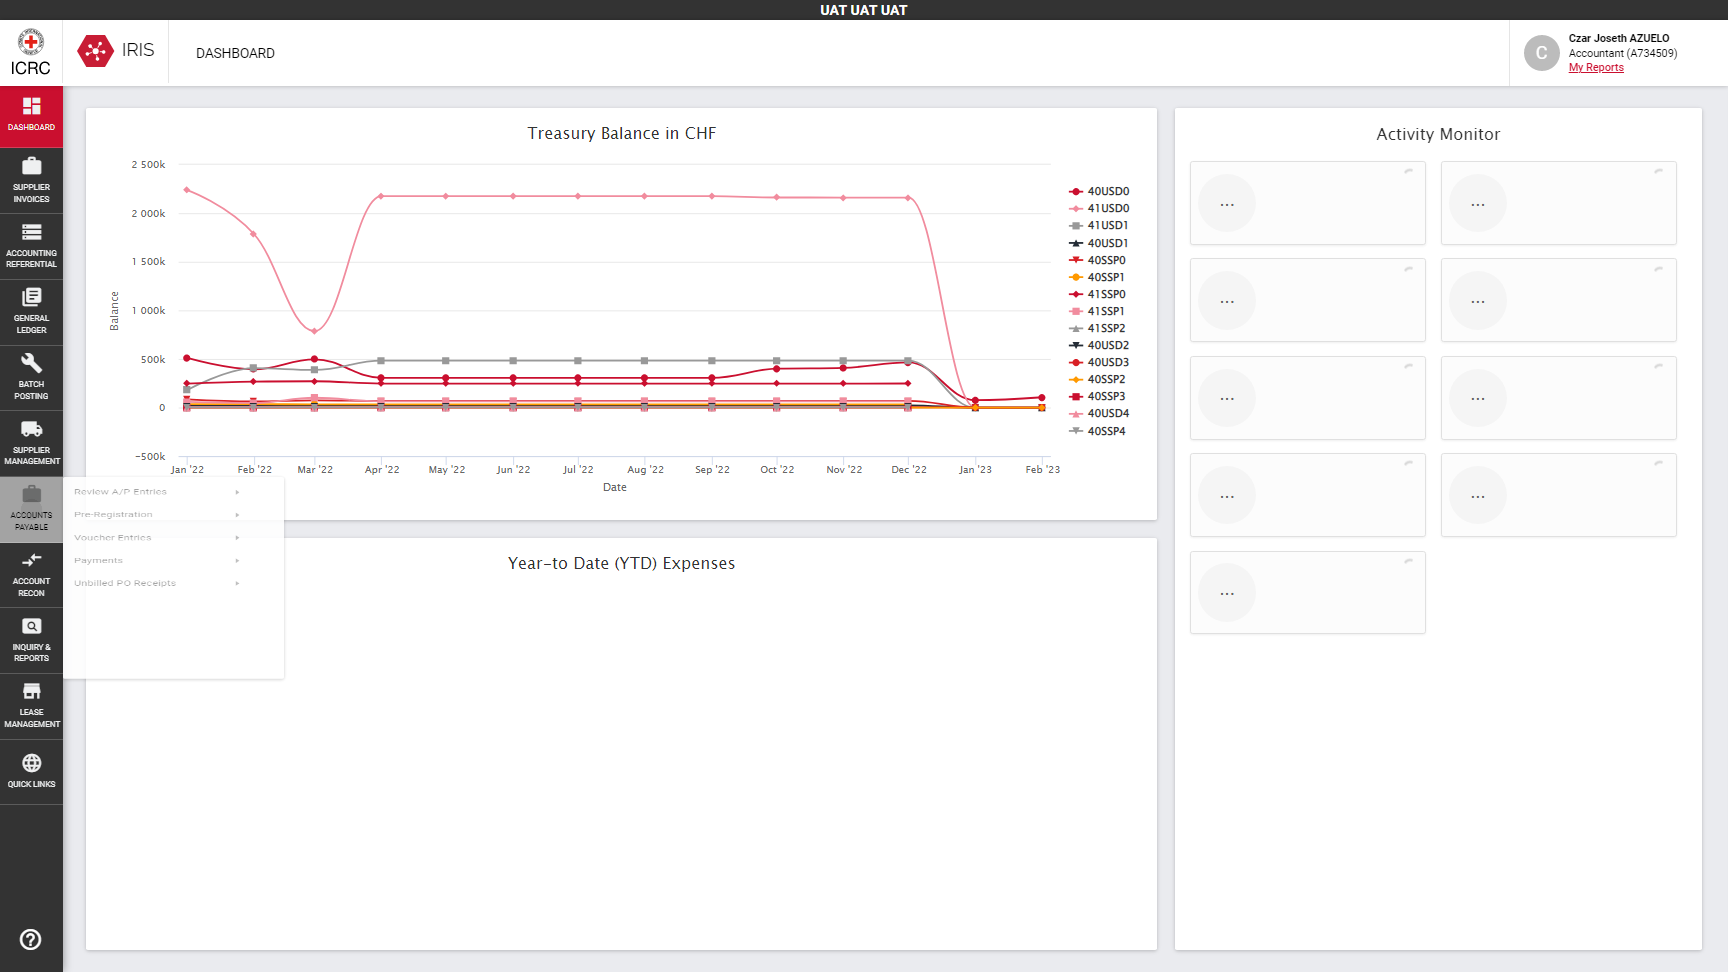 UAT UAT UAT
ICRC
IRIS
DASHBOARD
Czar Joseth AZUELO
Accountant (A734509)
My Reports
C
DASHBOARD
SUPPLIER
INVOICES
ACCOUNTING
REFERENTIAL
GENERAL
LEDGER
BATCH
POSTING
SUPPLIER
MANAGEMENT
ACCOUNTS
PAYABLE
ACCOUNT
RECON
INQUIRY &
REPORTS
LEASE
MANAGEMENT
QUICK LINKS
Review A/P Entries
Pre-Registration
Voucher Entries
Payments
Unbilled PO Receipts
Treasury Balance in CHF
Balance
2 500k
2 000k
1 500k
1 000k
500k
0
−500k
Jan '22
Feb '22
Mar '22
Apr '22
May '22
Jun '22
Jul '22
Aug '22
Sep '22
Oct '22
Nov '22
Dec '22
Jan '23
Feb '23
Date
40USD0
41USD0
41USD1
40USD1
40SSP0
40SSP1
41SSP0
41SSP1
41SSP2
40USD2
40USD3
40SSP2
40SSP3
40USD4
40SSP4
Year-to Date (YTD) Expenses
Activity Monitor
...
...
...
...
...
...
...
...
...